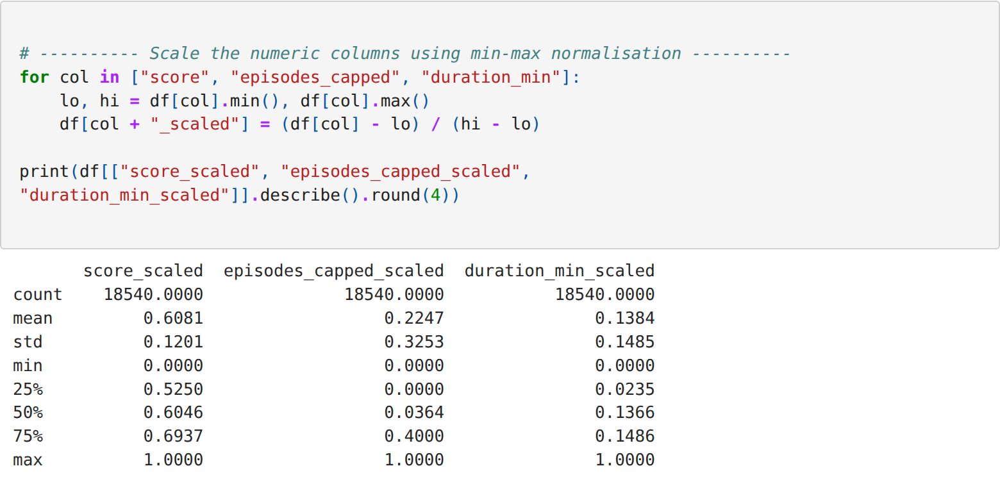 # ---------- Scale the numeric columns using min-max normalisation ----------
for col in ["score", "episodes_capped", "duration_min"]:
    lo, hi = df[col].min(), df[col].max()
    df[col + "_scaled"] = (df[col] - lo) / (hi - lo)

print(df[["score_scaled", "episodes_capped_scaled",
"duration_min_scaled"]].describe().round(4))

       score_scaled  episodes_capped_scaled  duration_min_scaled
count    18540.0000              18540.0000           18540.0000
mean         0.6081                  0.2247               0.1384
std          0.1201                  0.3253               0.1485
min          0.0000                  0.0000               0.0000
25%          0.5250                  0.0000               0.0235
50%          0.6046                  0.0364               0.1366
75%          0.6937                  0.4000               0.1486
max          1.0000                  1.0000               1.0000